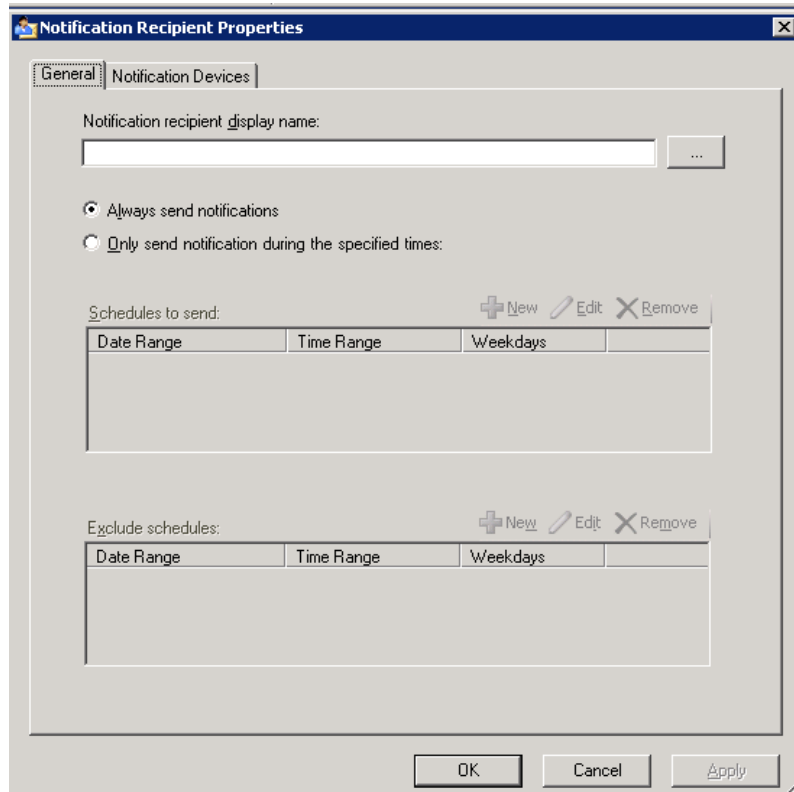 Notification Recipient Properties
General Notification Devices
Notification recipient display name:
...
Always send notifications
Only send notification during the specified times:
Schedules to send: New Edit Remove
Date Range Time Range Weekdays
Exclude schedules: New Edit Remove
Date Range Time Range Weekdays
OK Cancel Apply